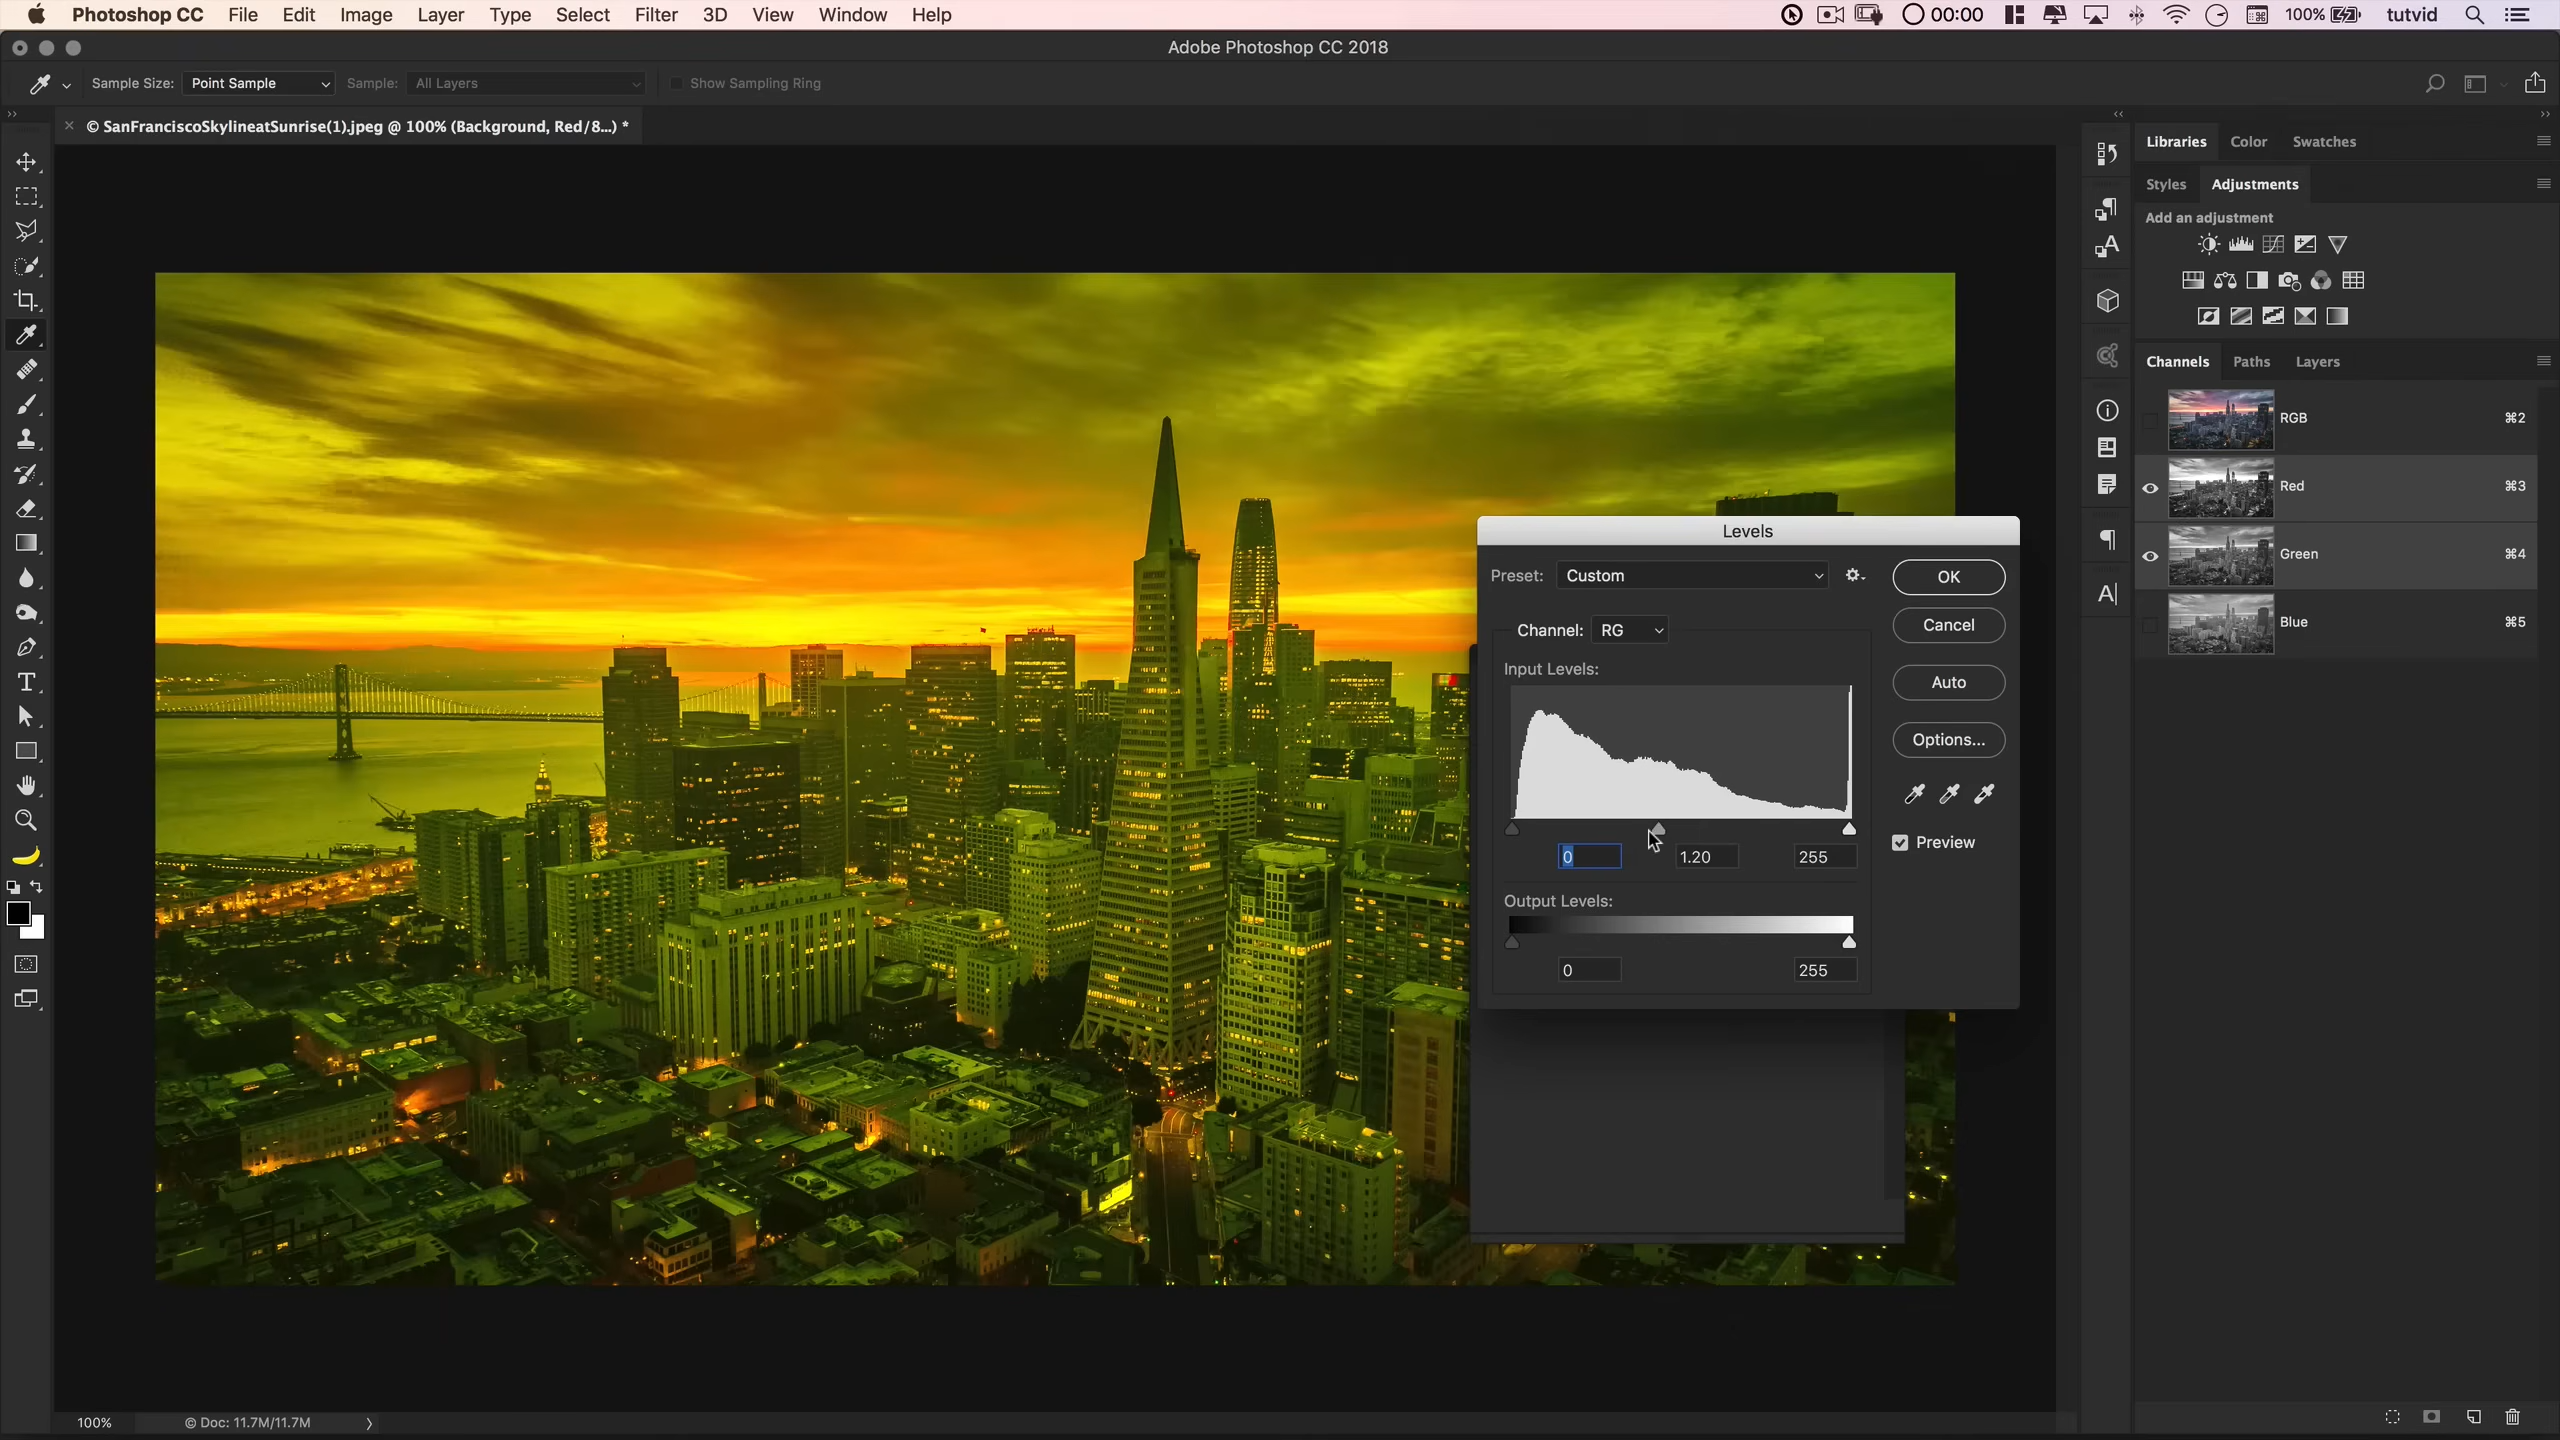 Photoshop CC File Edit Image Layer Type Select Filter 3D View Window Help 00:00 100% tutvid
Adobe Photoshop CC 2018
Sample Size: Point Sample Sample: All Layers Show Sampling Ring
© SanFranciscoSkylineatSunrise(1).jpeg @ 100% (Background, Red/8...) *
Libraries Color Swatches
Styles Adjustments
Add an adjustment
Channels Paths Layers
RGB ⌘2
Red ⌘3
Green ⌘4
Blue ⌘5
Levels
Preset: Custom
OK
Channel: RG
Cancel
Input Levels:
Auto
Options...
Preview
0 1.20 255
Output Levels:
0 255
100% © Doc: 11.7M/11.7M